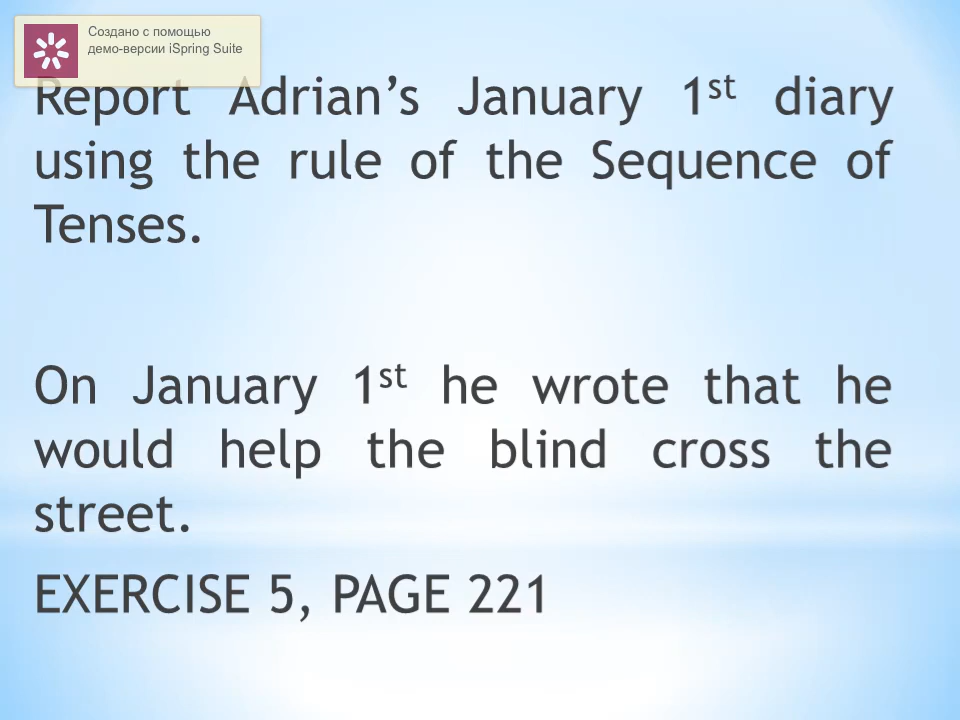 Создано с помощью
демо-версии iSpring Suite
Report Adrian’s January 1st diary
using the rule of the Sequence of
Tenses.
On January 1st he wrote that he
would help the blind cross the
street.
EXERCISE 5, PAGE 221